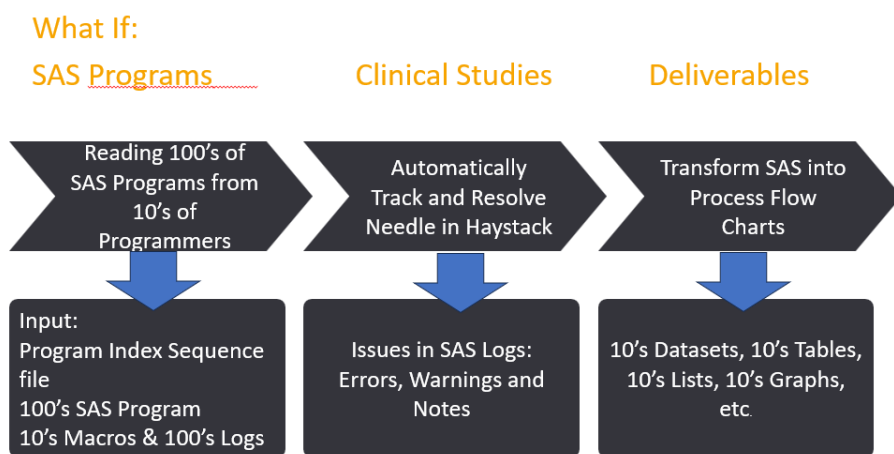 What If:
SAS Programs
Clinical Studies
Deliverables
Reading 100's of
SAS Programs from
10's of
Programmers
Automatically
Track and Resolve
Needle in Haystack
Transform SAS into
Process Flow
Charts
Input:
Program Index Sequence
file
100's SAS Program
10's Macros & 100's Logs
Issues in SAS Logs:
Errors, Warnings and
Notes
10's Datasets, 10's Tables,
10's Lists, 10's Graphs,
etc.